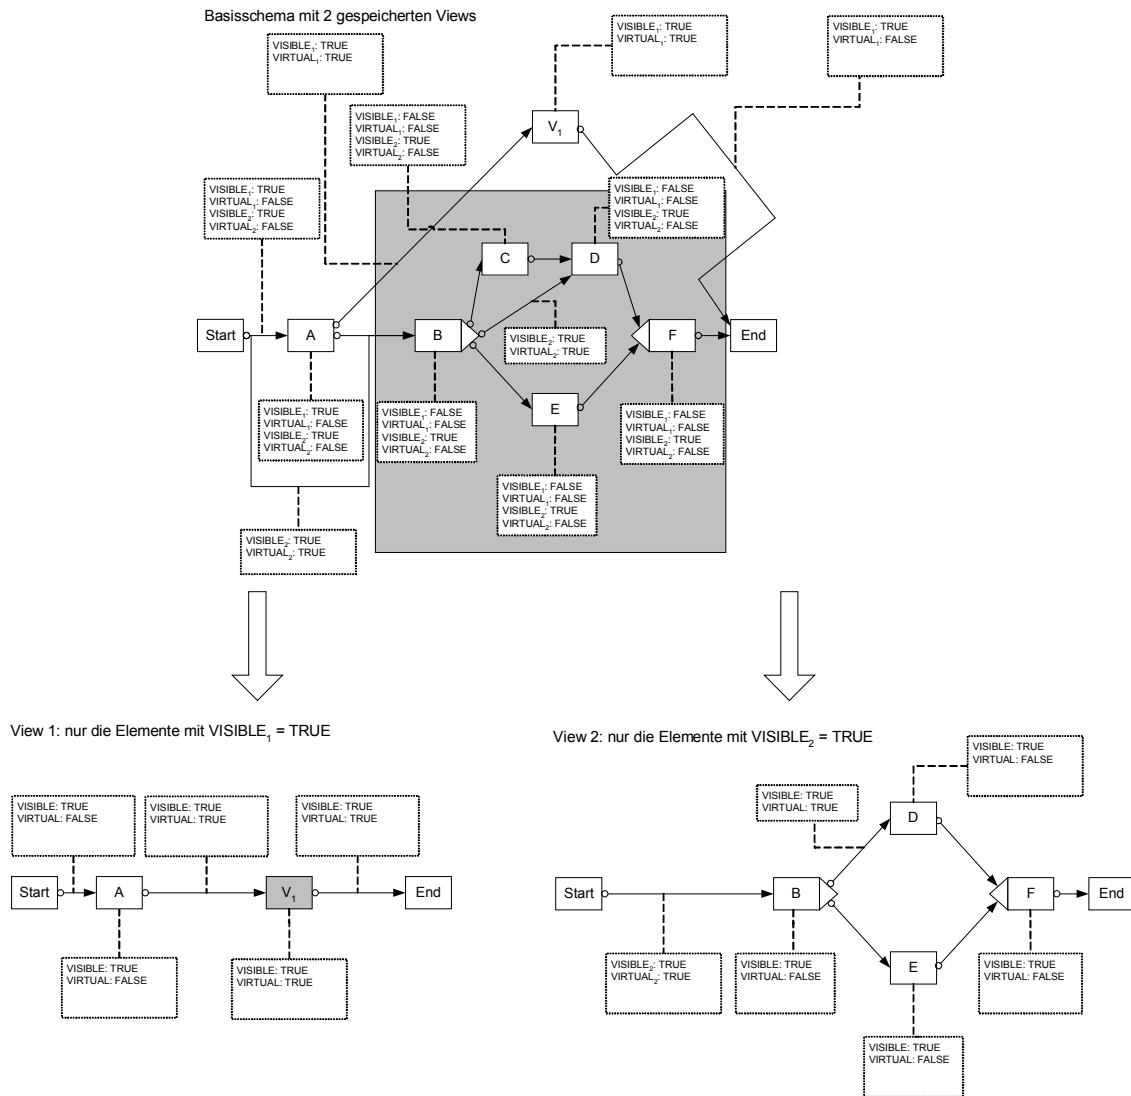 Basisschema mit 2 gespeicherten Views
VISIBLE₁: TRUE
VIRTUAL₁: TRUE
VISIBLE₁: TRUE
VIRTUAL₁: TRUE
VISIBLE₁: TRUE
VIRTUAL₁: FALSE
VISIBLE₁: FALSE
VIRTUAL₁: FALSE
VISIBLE₂: TRUE
VIRTUAL₂: FALSE
V₁
VISIBLE₁: TRUE
VIRTUAL₁: FALSE
VISIBLE₂: TRUE
VIRTUAL₂: FALSE
VISIBLE₁: FALSE
VIRTUAL₁: FALSE
VISIBLE₂: TRUE
VIRTUAL₂: FALSE
C
D
Start
A
B
VISIBLE₂: TRUE
VIRTUAL₂: TRUE
F
End
E
VISIBLE₁: TRUE
VIRTUAL₁: FALSE
VISIBLE₂: TRUE
VIRTUAL₂: FALSE
VISIBLE₁: FALSE
VIRTUAL₁: FALSE
VISIBLE₂: TRUE
VIRTUAL₂: FALSE
VISIBLE₁: FALSE
VIRTUAL₁: FALSE
VISIBLE₂: TRUE
VIRTUAL₂: FALSE
VISIBLE₁: FALSE
VIRTUAL₁: FALSE
VISIBLE₂: TRUE
VIRTUAL₂: FALSE
VISIBLE₂: TRUE
VIRTUAL₂: TRUE
View 1: nur die Elemente mit VISIBLE₁ = TRUE
VISIBLE: TRUE
VIRTUAL: FALSE
VISIBLE: TRUE
VIRTUAL: TRUE
VISIBLE: TRUE
VIRTUAL: TRUE
Start
A
V₁
End
VISIBLE: TRUE
VIRTUAL: FALSE
VISIBLE: TRUE
VIRTUAL: TRUE
View 2: nur die Elemente mit VISIBLE₂ = TRUE
VISIBLE: TRUE
VIRTUAL: FALSE
VISIBLE: TRUE
VIRTUAL: TRUE
D
Start
B
F
End
E
VISIBLE₂: TRUE
VIRTUAL₂: TRUE
VISIBLE: TRUE
VIRTUAL: FALSE
VISIBLE: TRUE
VIRTUAL: FALSE
VISIBLE: TRUE
VIRTUAL: FALSE